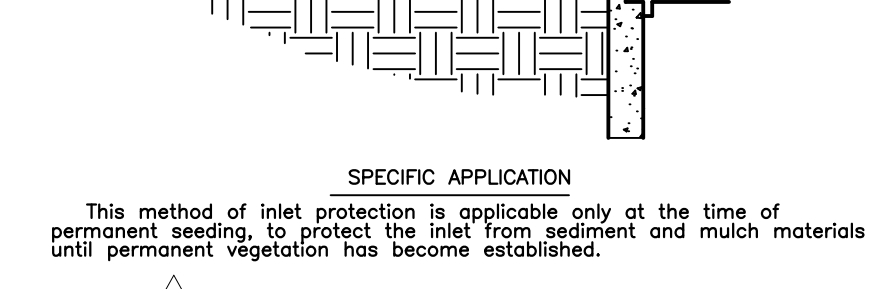 SPECIFIC APPLICATION
This method of inlet protection is applicable only at the time of
permanent seeding, to protect the inlet from sediment and mulch materials
until permanent vegetation has become established.